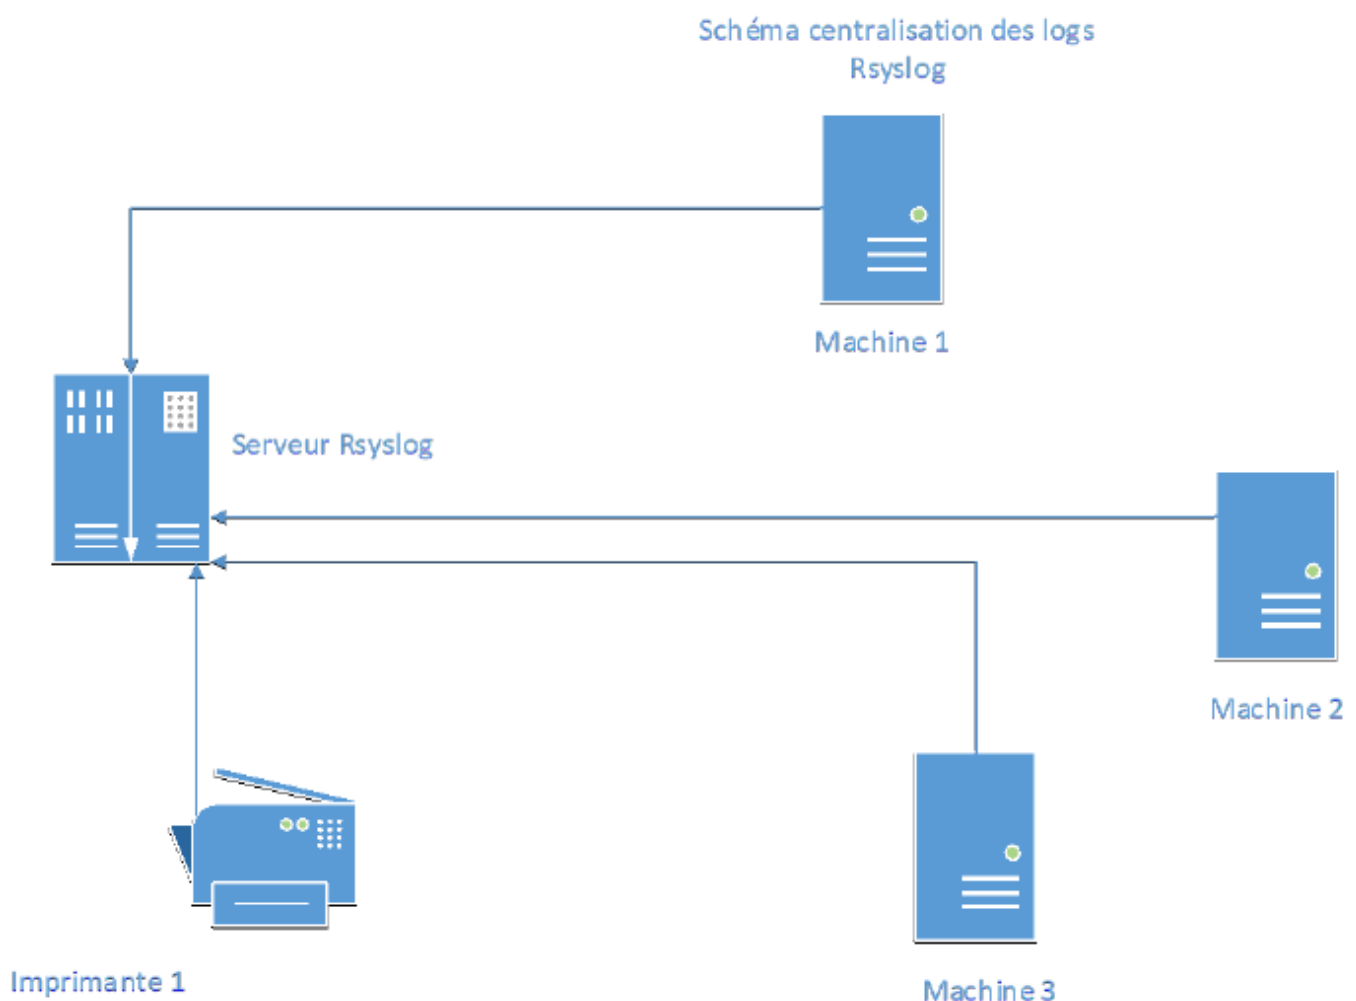 Schéma centralisation des logs
Rsyslog
Machine 1
Serveur Rsyslog
Machine 2
Imprimante 1
Machine 3